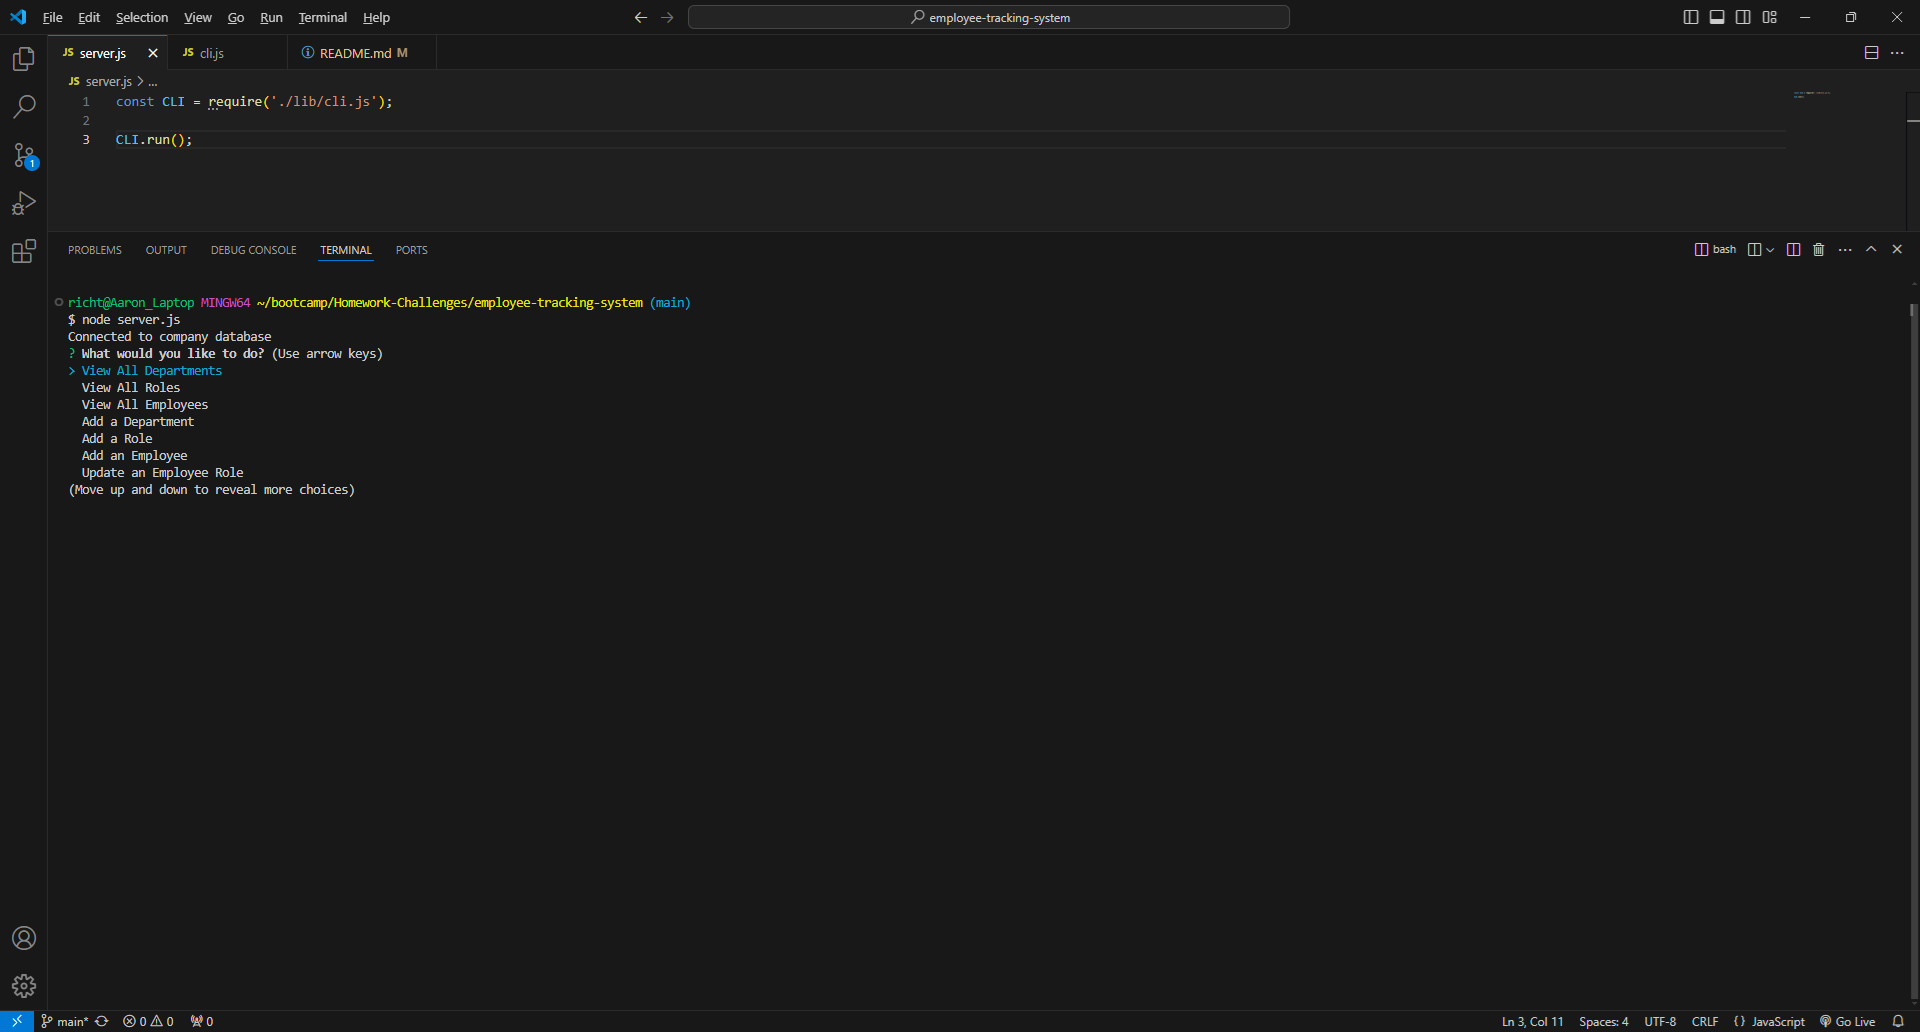 File Edit Selection View Go Run Terminal Help
employee-tracking-system
JS server.js
JS cli.js
README.md M
JS server.js > ...
1 const CLI = require('./lib/cli.js');
2
3 CLI.run();
PROBLEMS OUTPUT DEBUG CONSOLE TERMINAL PORTS
bash
richt@Aaron_Laptop MINGW64 ~/bootcamp/Homework-Challenges/employee-tracking-system (main)
$ node server.js
Connected to company database
? What would you like to do? (Use arrow keys)
> View All Departments
View All Roles
View All Employees
Add a Department
Add a Role
Add an Employee
Update an Employee Role
(Move up and down to reveal more choices)
1
main* 0 0 0
Ln 3, Col 11 Spaces: 4 UTF-8 CRLF {} JavaScript Go Live